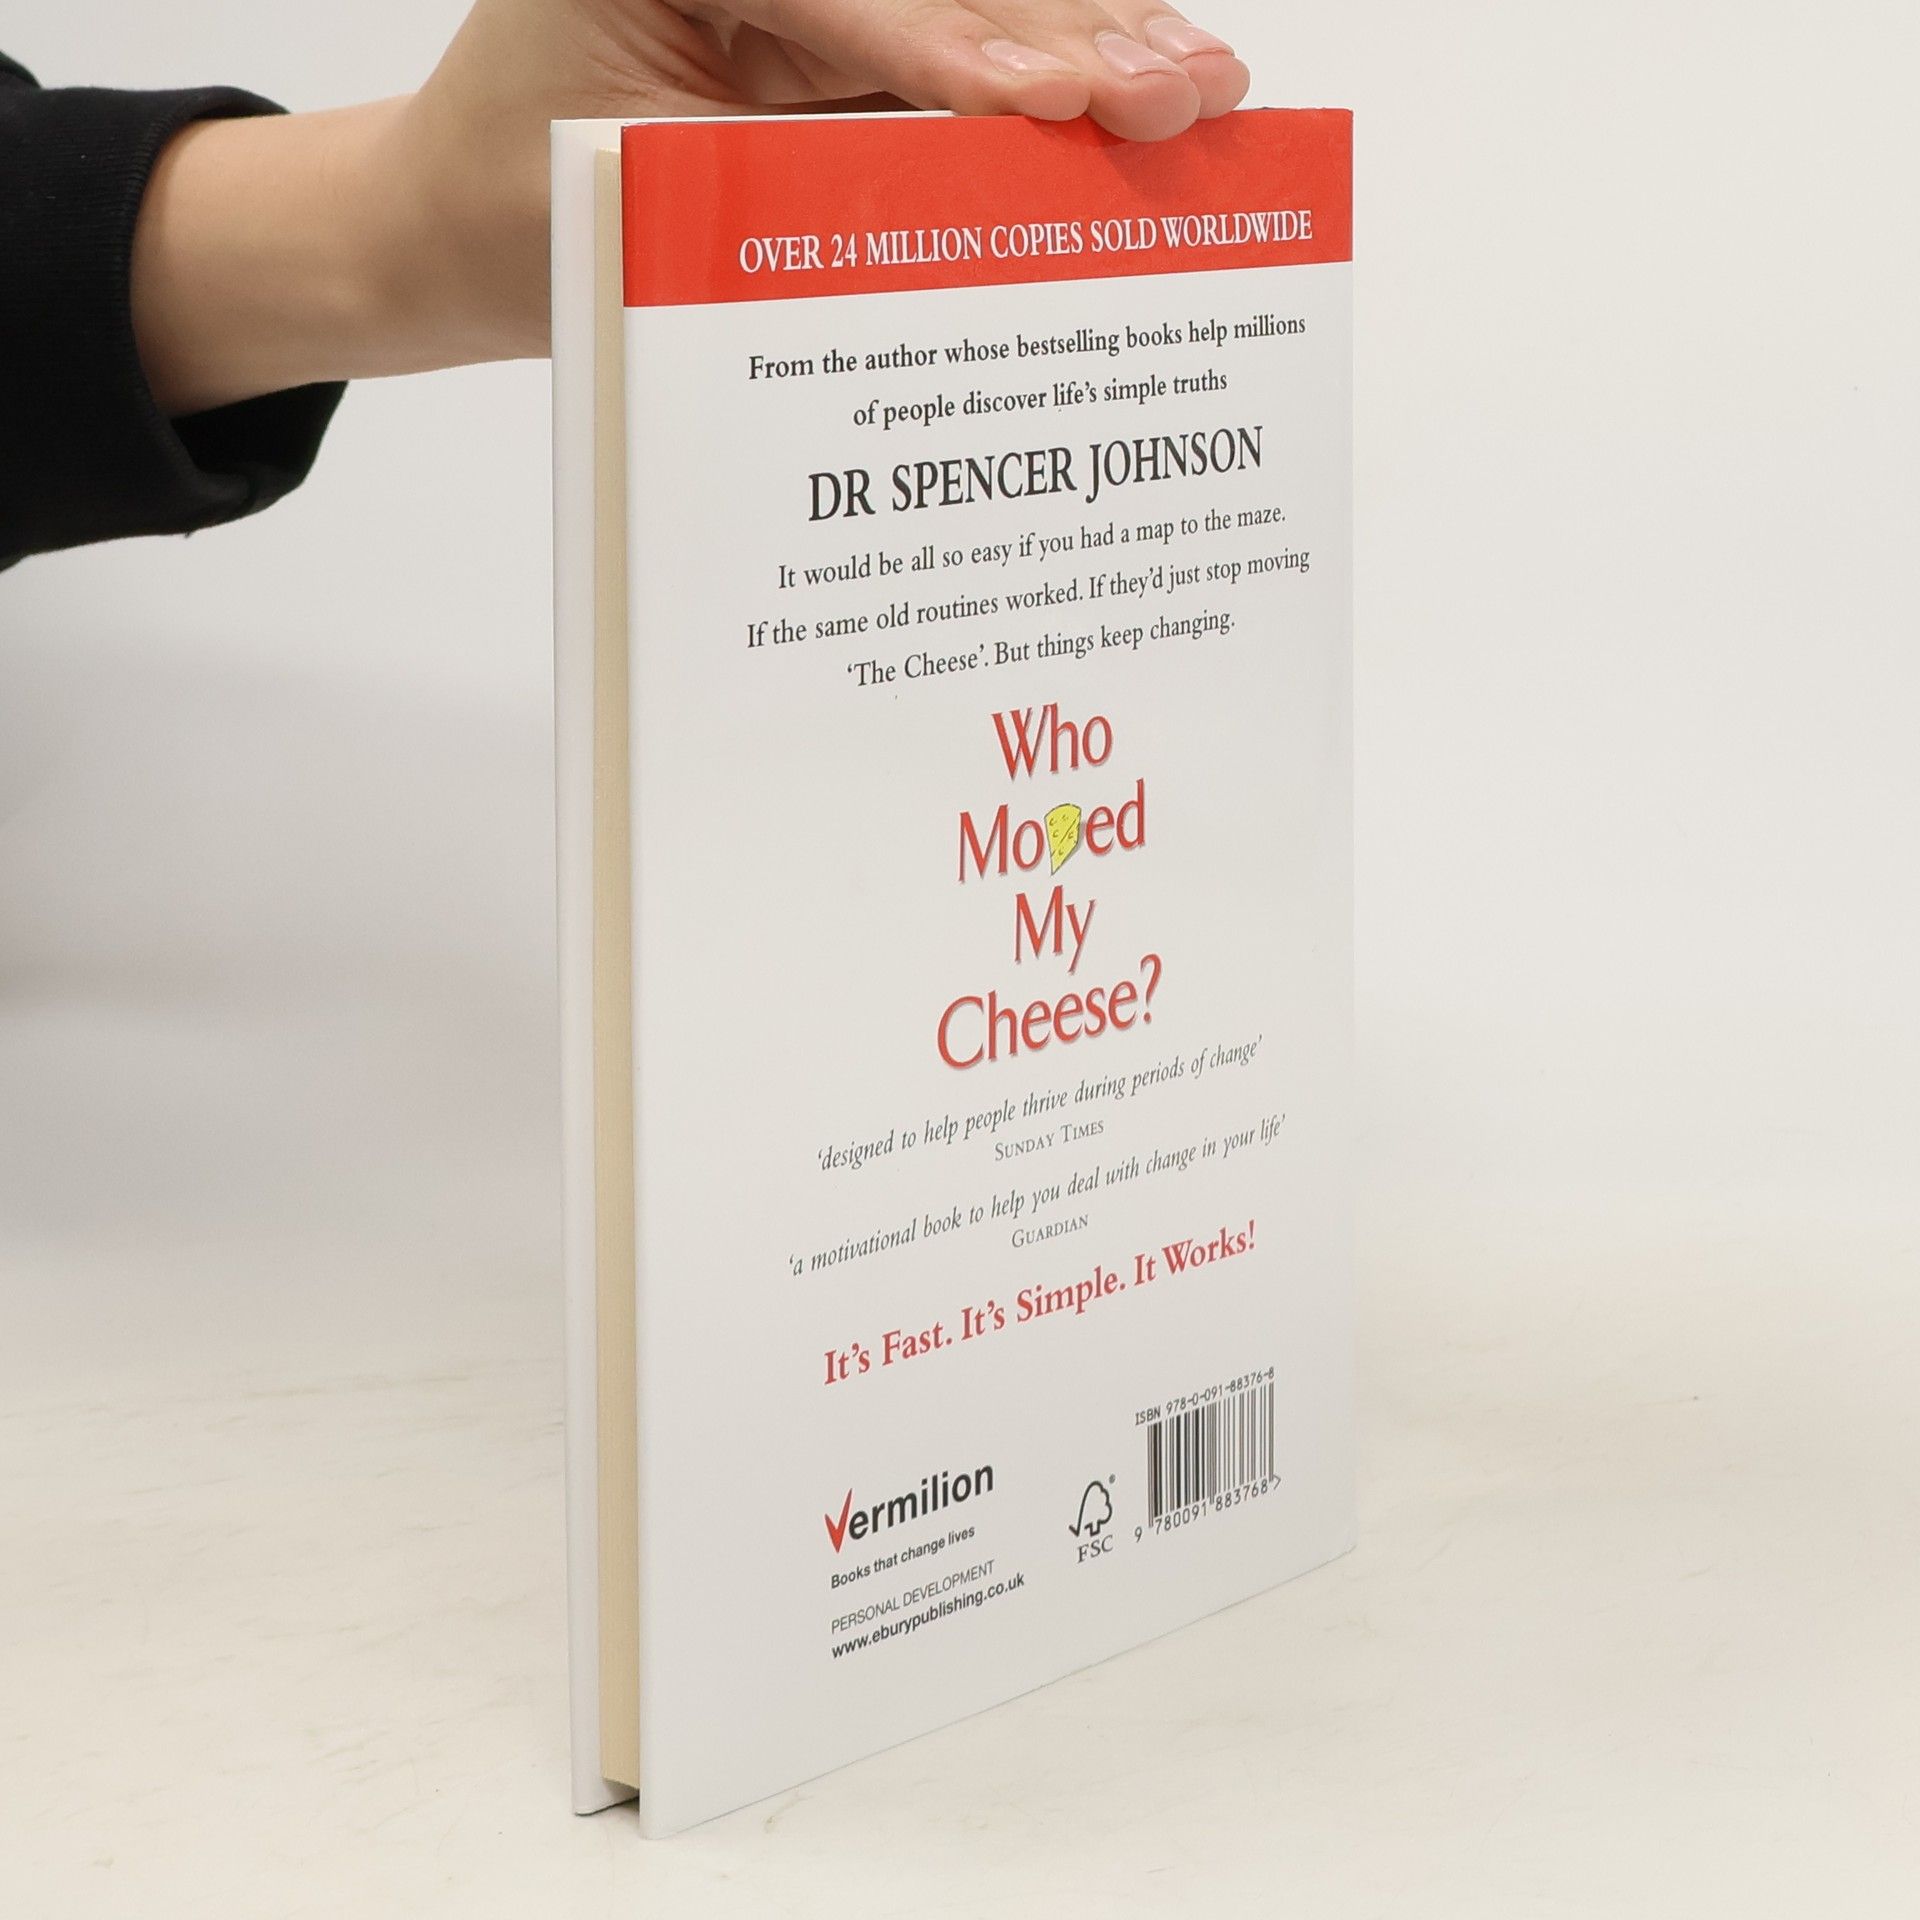 OVER 24 MILLION COPIES SOLD WORLDWIDE
From the author whose bestselling books help millions
of people discover life's simple truths
DR SPENCER JOHNSON
It would be all so easy if you had a map to the maze.
If the same old routines worked. If they'd just stop moving
‘The Cheese’. But things keep changing.
Who
Moved
My
Cheese?
‘designed to help people thrive during periods of change’
SUNDAY TIMES
‘a motivational book to help you deal with change in your life’
GUARDIAN
It's Fast. It's Simple. It Works!
ISBN 978-0-091-88376-8
9 780091 883768 >
Vermilion
Books that change lives
PERSONAL DEVELOPMENT
www.eburypublishing.co.uk
FSC ®